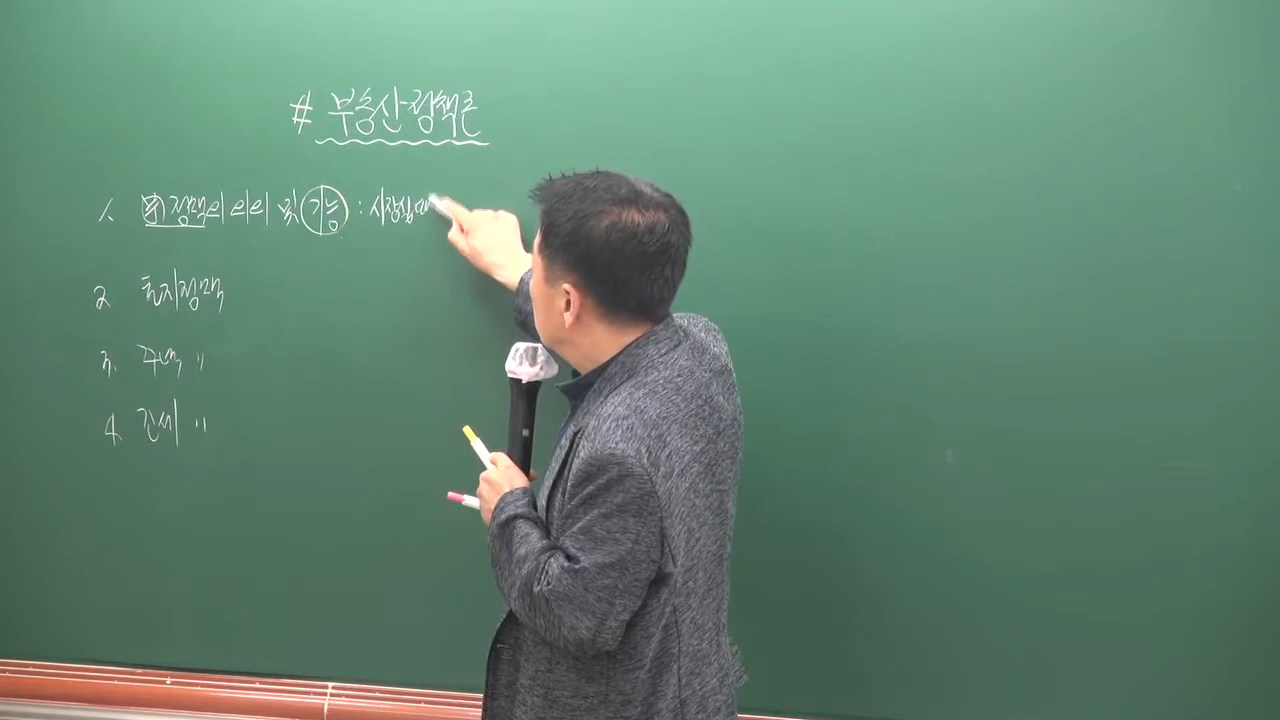 # 부동산정책론
1. 정책의 의의 및 기능 : 시장실패
2. 토지정책
3. 주택 〃
4. 조세 〃